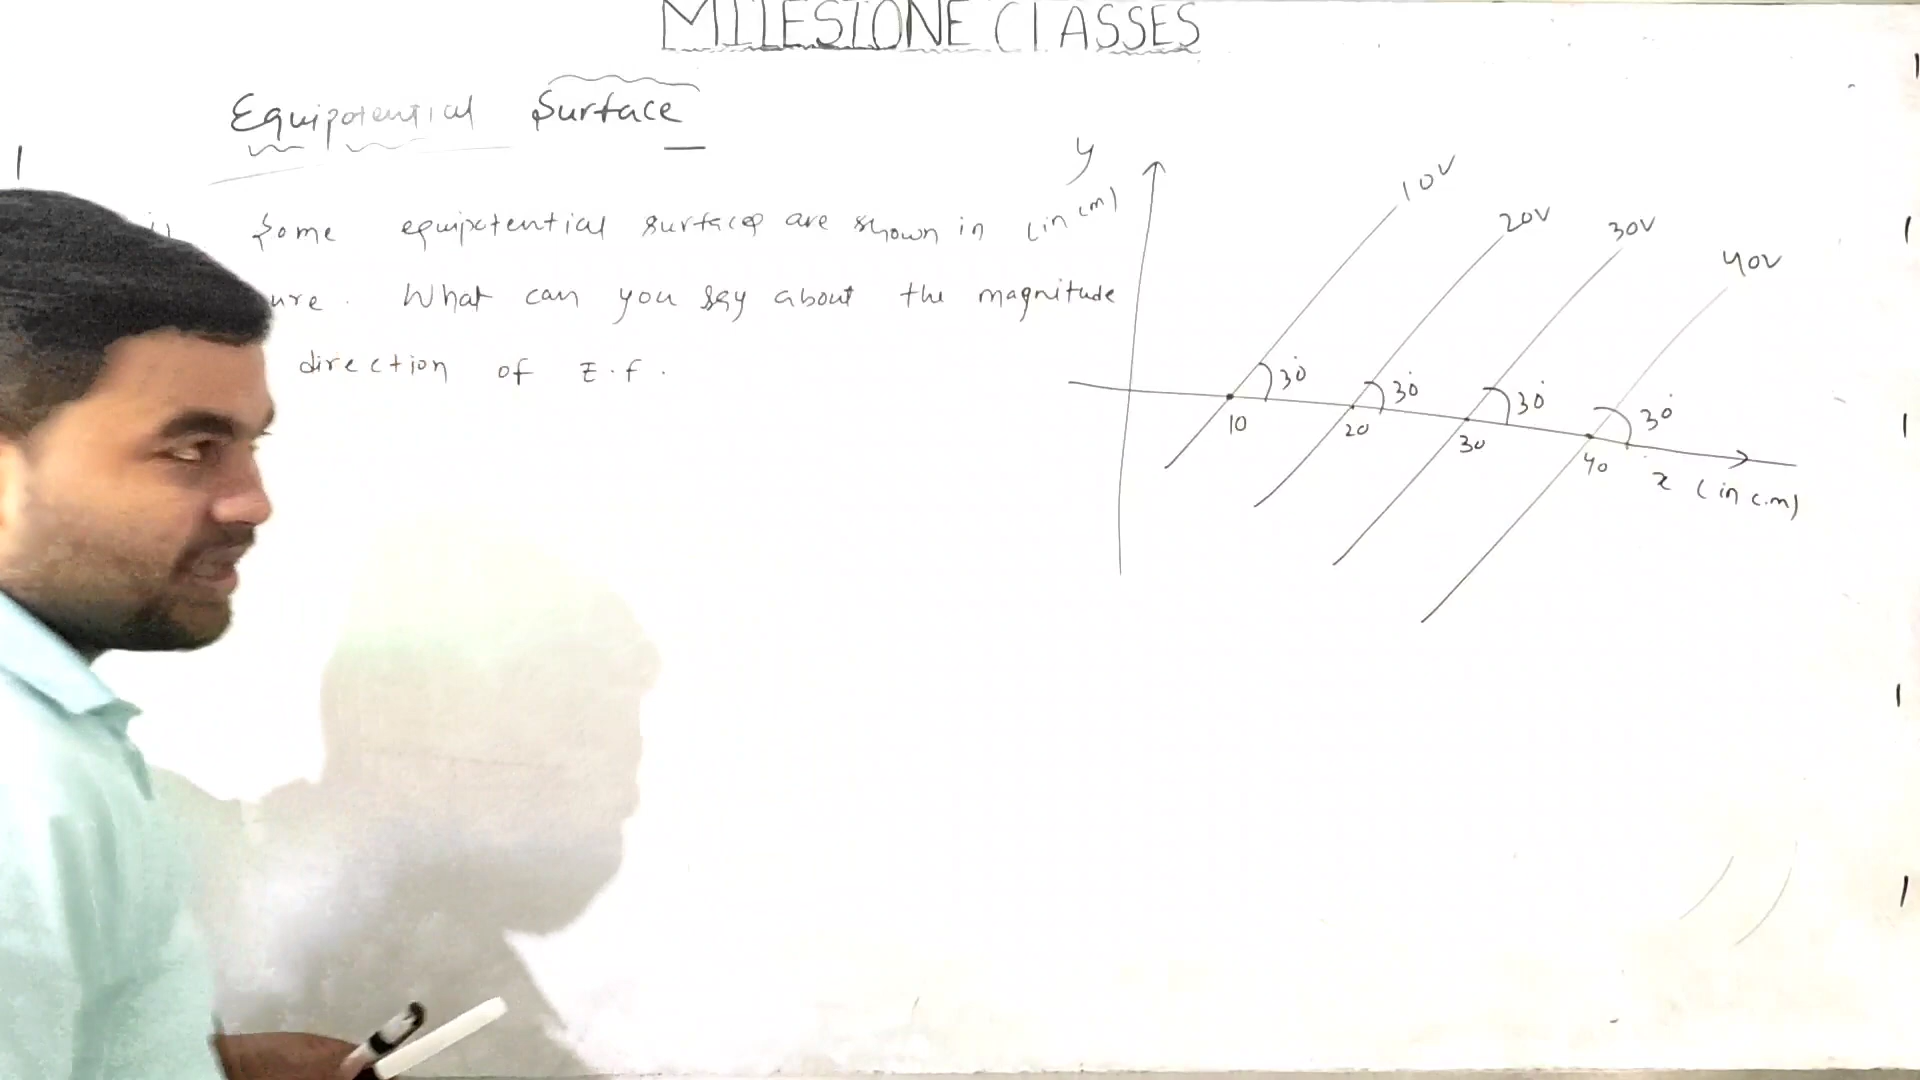 MILESTONE CLASSES
Equipotential Surface
Some equipotential surfaces are shown in
ure. What can you say about the magnitude
direction of E.f.
y
(in cm)
10V
20V
30V
40V
30°
30°
30°
30°
10
20
30
40
x (in c.m)